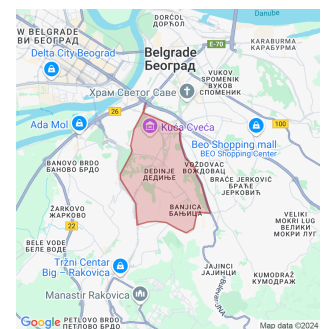 DORĆOL
ДОРЋОЛ
Danube
W BELGRADE
ВИ БЕОГРАД
Delta City Beograd
Belgrade
Београд
E-70
KARABURMA
КАРАБУРМА
VUKOV
SPOMENIK
ВУКОВ
СПОМЕНИК
Храм Светог Саве
26
Ada Mol
Kuća Cveća
100
Beo Shopping mall
BEO Shopping Center
BANOVO BRDO
БАНОВО БРДО
DEDINJE
ДЕДИЊЕ
VOŽDOVAC
ВОЖДОВАЦ
BRAĆE JERKOVIĆ
БРАЋЕ
ЈЕРКОВИЋ
ŽARKOVO
ЖАРКОВО
22
BANJICA
БАЊИЦА
VELIKI
MOKRI LUG
ВЕЛИКИ
МОКРИ ЛУГ
BELE VODE
БЕЛЕ ВОДЕ
Tržni Centar
Big – Rakovica
JAJINCI
ЈАЈИНЦИ
KUMODRAŽ
КУМОДРАЖ
Manastir Rakovica
PETLOVO BRDO
ПЕТЛОВО БРДО
Google
Map data ©2024